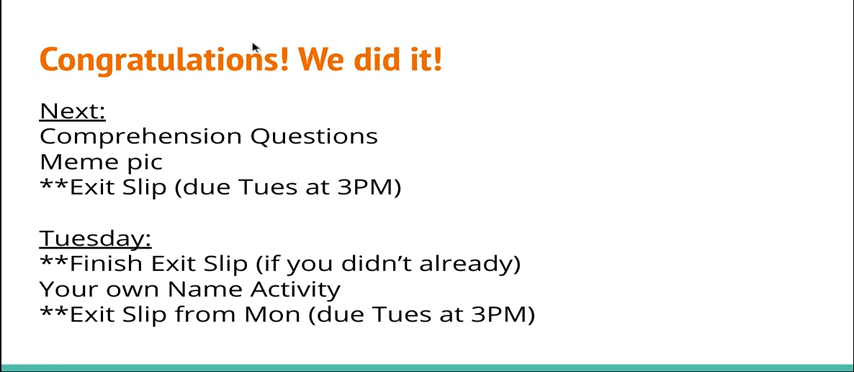 Congratulations! We did it!
Next:
Comprehension Questions
Meme pic
**Exit Slip (due Tues at 3PM)
Tuesday:
**Finish Exit Slip (if you didn’t already)
Your own Name Activity
**Exit Slip from Mon (due Tues at 3PM)